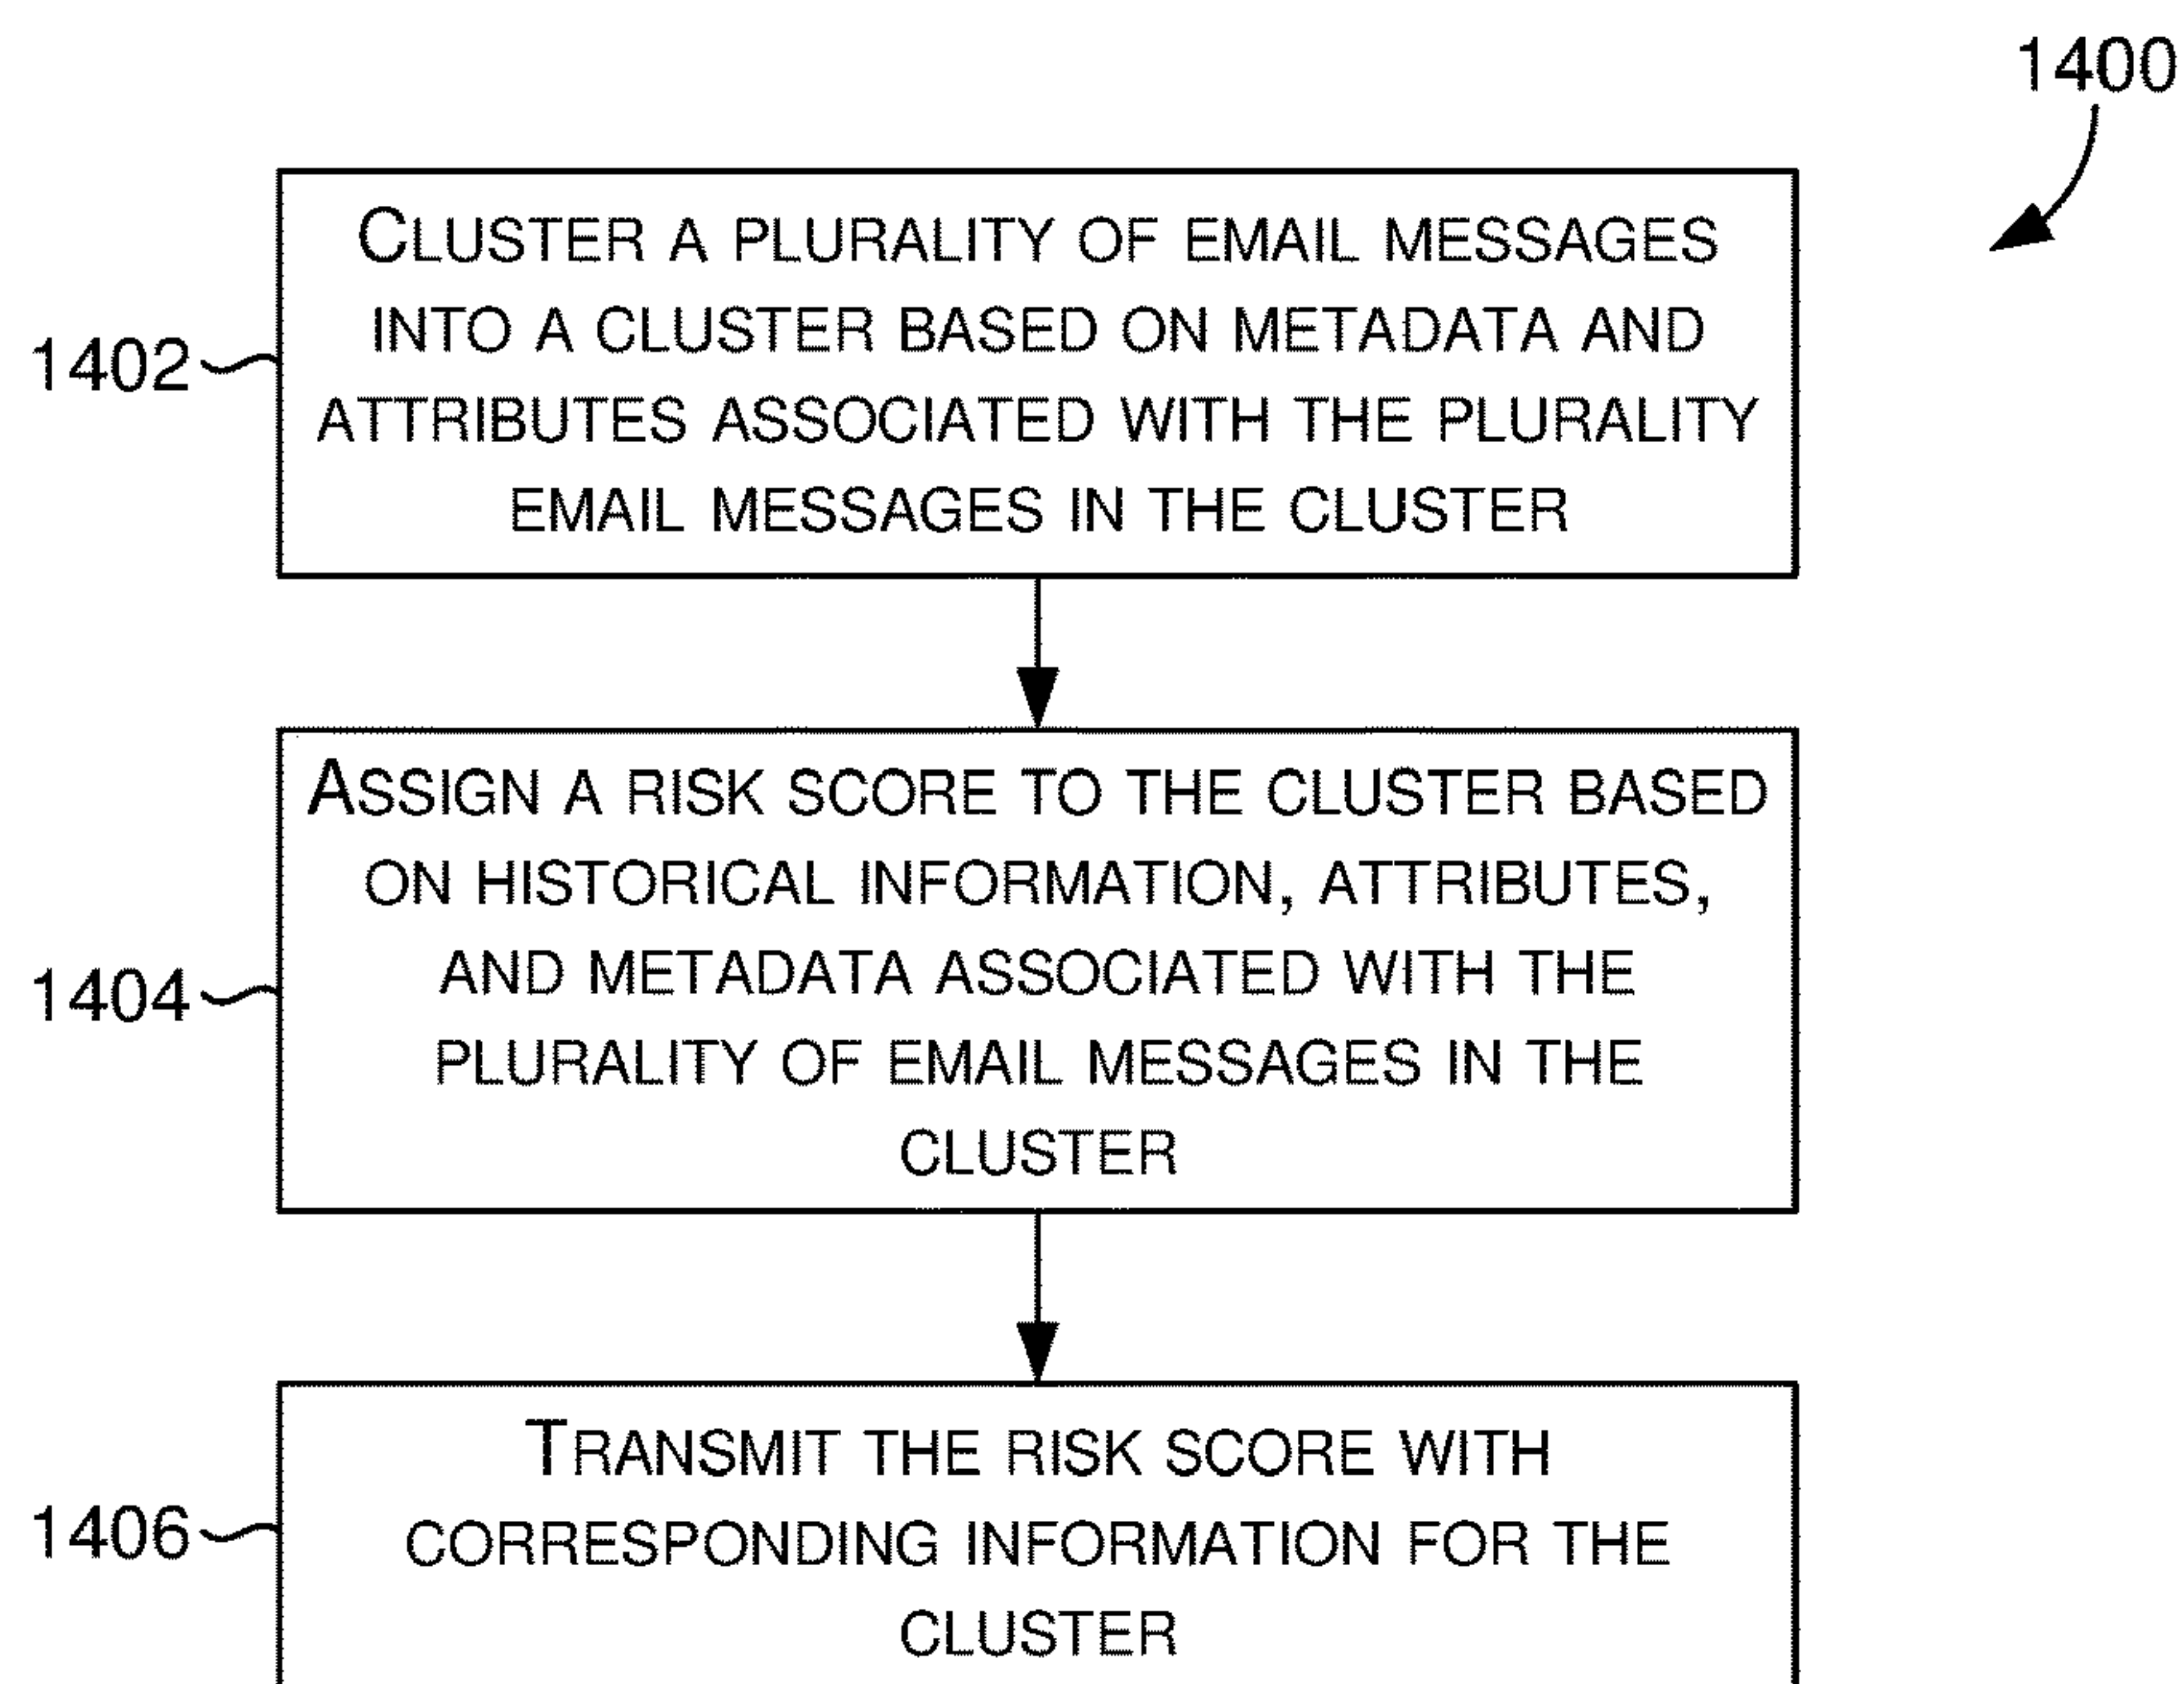 1400
CLUSTER A PLURALITY OF EMAIL MESSAGES
INTO A CLUSTER BASED ON METADATA AND
ATTRIBUTES ASSOCIATED WITH THE PLURALITY
EMAIL MESSAGES IN THE CLUSTER
1402
ASSIGN A RISK SCORE TO THE CLUSTER BASED
ON HISTORICAL INFORMATION, ATTRIBUTES,
AND METADATA ASSOCIATED WITH THE
PLURALITY OF EMAIL MESSAGES IN THE
CLUSTER
1404
TRANSMIT THE RISK SCORE WITH
CORRESPONDING INFORMATION FOR THE
CLUSTER
1406